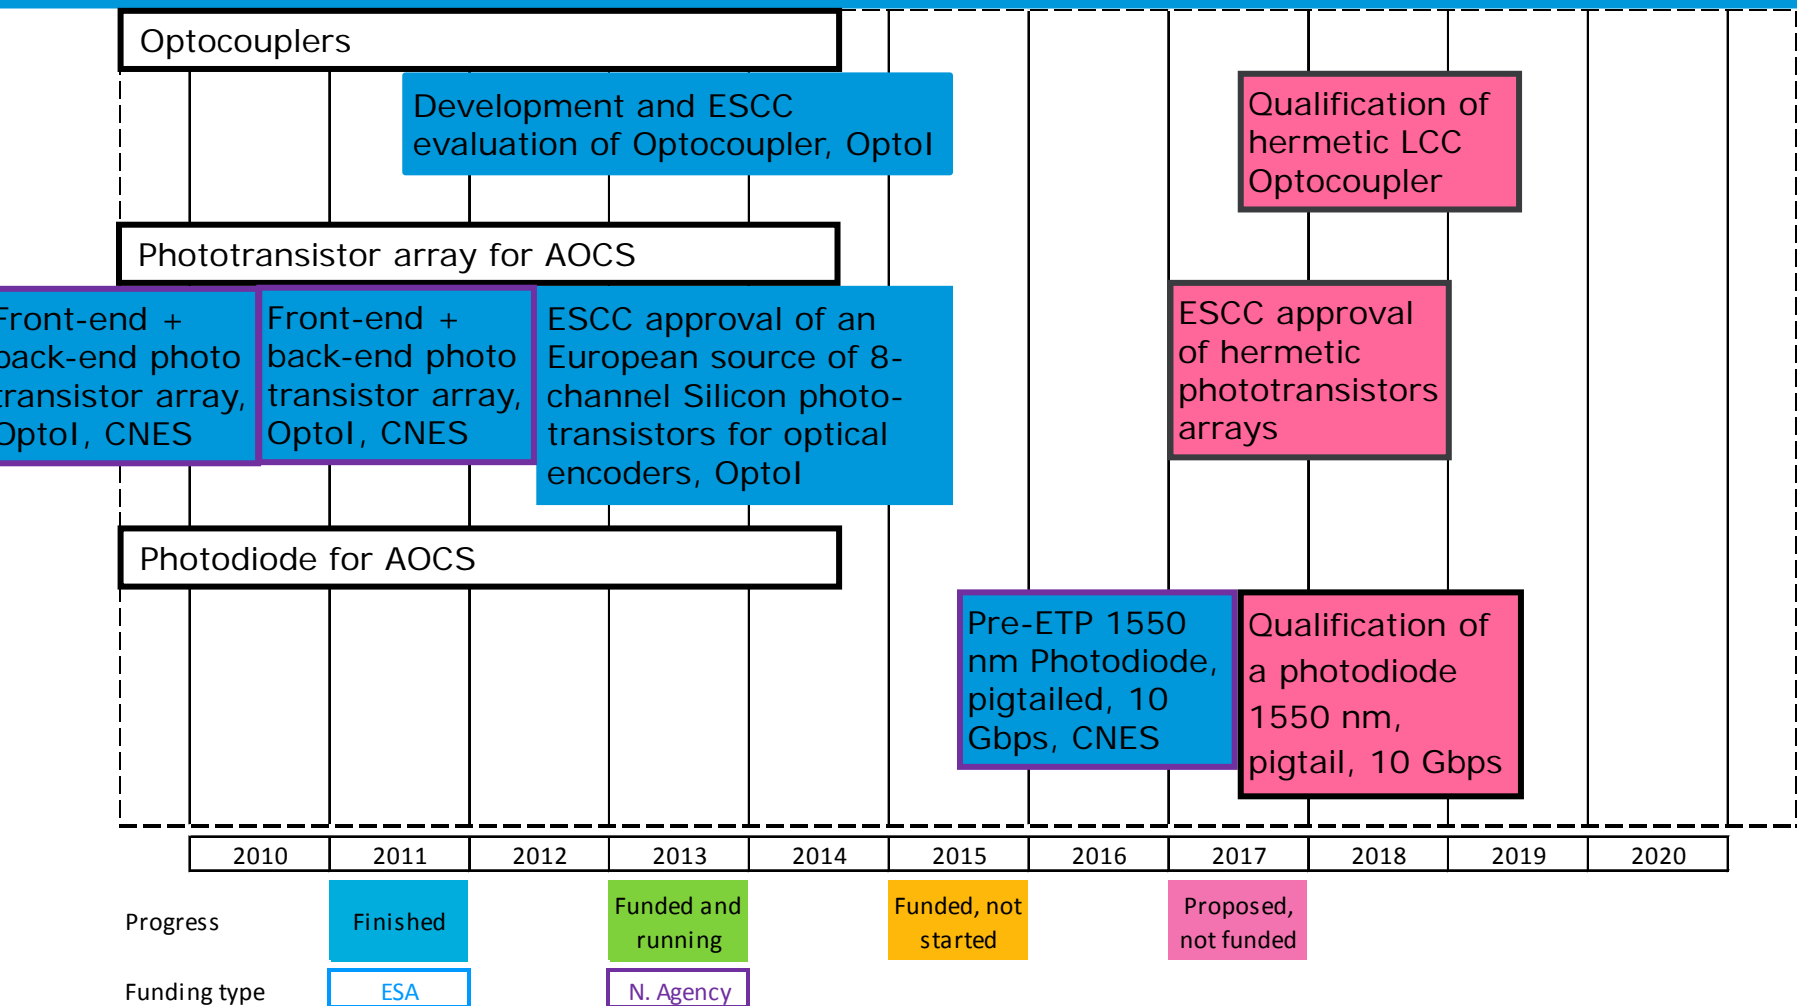 Optocouplers
Development and ESCC
evaluation of Optocoupler, OptoI
Qualification of
hermetic LCC
Optocoupler
Phototransistor array for AOCS
Front-end +
back-end photo
transistor array,
OptoI, CNES
Front-end +
back-end photo
transistor array,
OptoI, CNES
ESCC approval of an
European source of 8-
channel Silicon photo-
transistors for optical
encoders, OptoI
ESCC approval
of hermetic
phototransistors
arrays
Photodiode for AOCS
Pre-ETP 1550
nm Photodiode,
pigtailed, 10
Gbps, CNES
Qualification of
a photodiode
1550 nm,
pigtail, 10 Gbps
2010 2011 2012 2013 2014 2015 2016 2017 2018 2019 2020
Progress
Finished
Funded and
running
Funded, not
started
Proposed,
not funded
Funding type
ESA
N. Agency